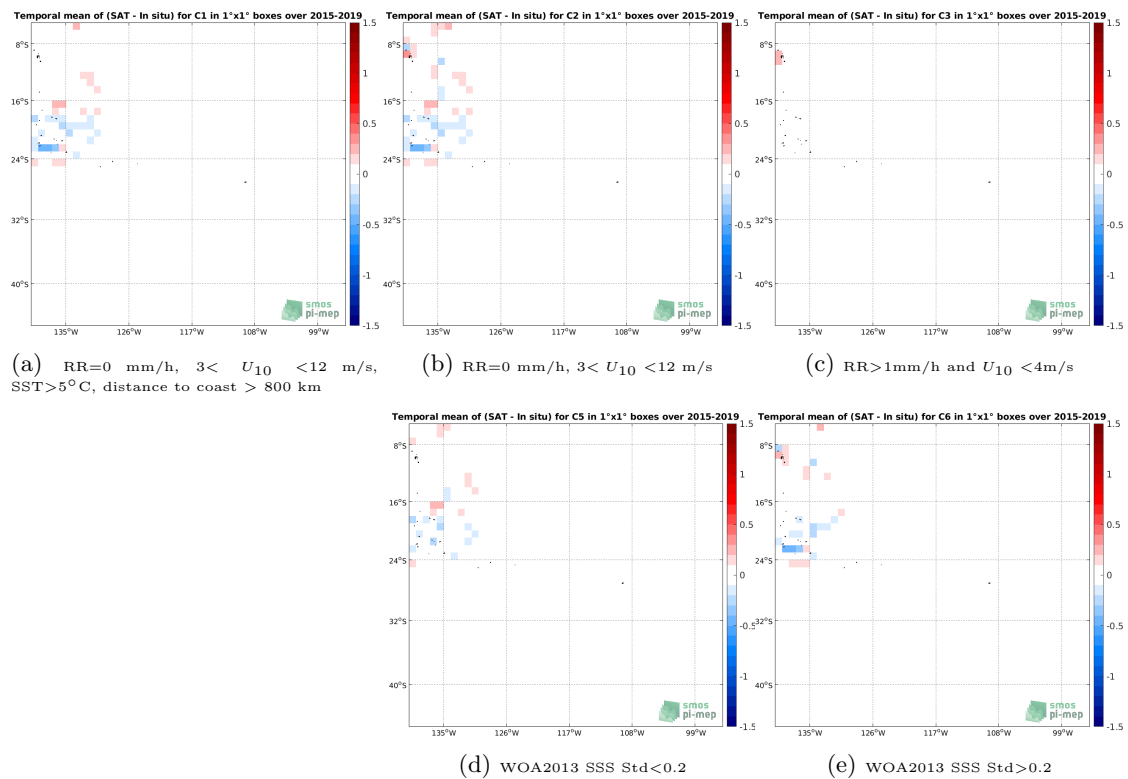 Temporal mean of (SAT - In situ) for C1 in 1°x1° boxes over 2015-2019
8°S
16°S
24°S
32°S
40°S
135°W
126°W
117°W
108°W
99°W
1.5
1
0.5
0
-0.5
-1
-1.5
smos
pi-mep
(a) RR=0 mm/h, 3< U10 <12 m/s,
SST>5°C, distance to coast > 800 km
Temporal mean of (SAT - In situ) for C2 in 1°x1° boxes over 2015-2019
8°S
16°S
24°S
32°S
40°S
135°W
126°W
117°W
108°W
99°W
1.5
1
0.5
0
-0.5
-1
-1.5
smos
pi-mep
(b) RR=0 mm/h, 3< U10 <12 m/s
Temporal mean of (SAT - In situ) for C3 in 1°x1° boxes over 2015-2019
8°S
16°S
24°S
32°S
40°S
135°W
126°W
117°W
108°W
99°W
1.5
1
0.5
0
-0.5
-1
-1.5
smos
pi-mep
(c) RR>1mm/h and U10 <4m/s
Temporal mean of (SAT - In situ) for C5 in 1°x1° boxes over 2015-2019
8°S
16°S
24°S
32°S
40°S
135°W
126°W
117°W
108°W
99°W
1.5
1
0.5
0
-0.5
-1
-1.5
smos
pi-mep
(d) WOA2013 SSS Std<0.2
Temporal mean of (SAT - In situ) for C6 in 1°x1° boxes over 2015-2019
8°S
16°S
24°S
32°S
40°S
135°W
126°W
117°W
108°W
99°W
1.5
1
0.5
0
-0.5
-1
-1.5
smos
pi-mep
(e) WOA2013 SSS Std>0.2